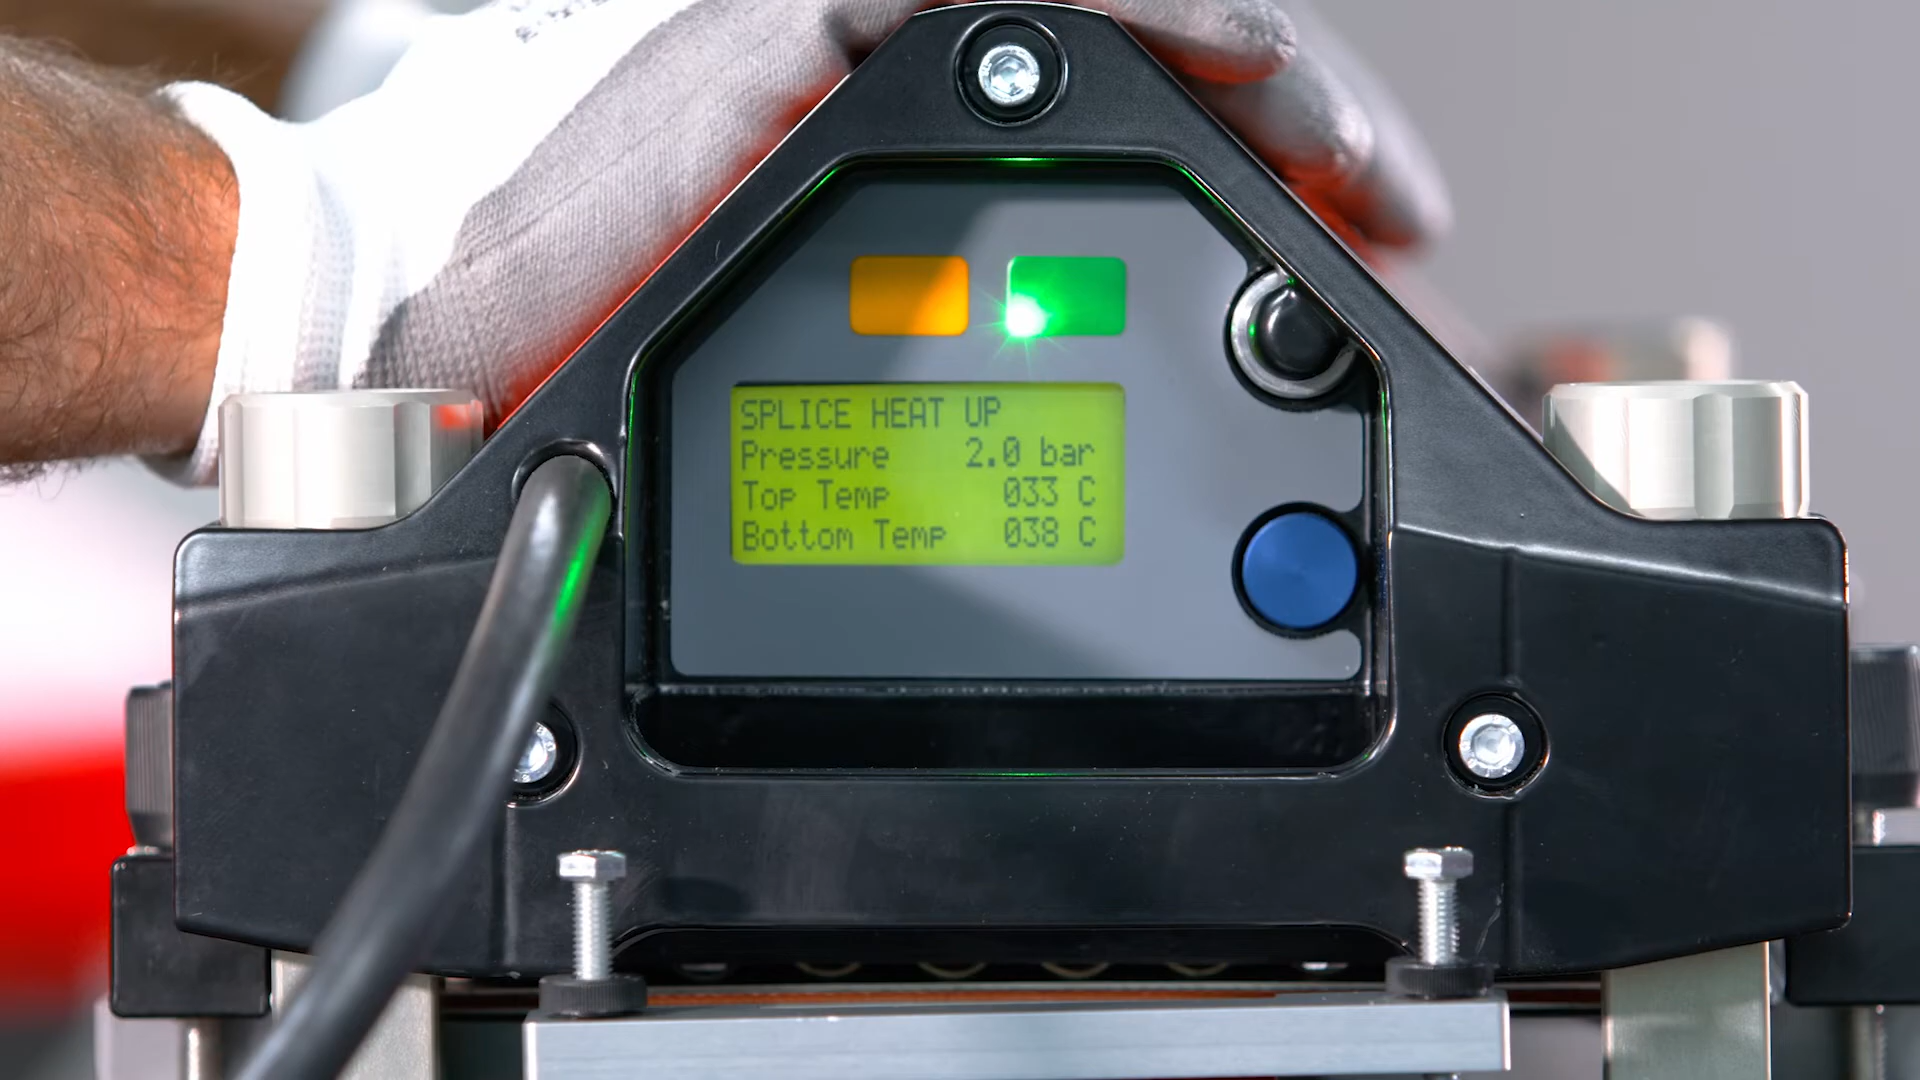 SPLICE HEAT UP
Pressure 2.0 bar
Top Temp 033 C
Bottom Temp 038 C